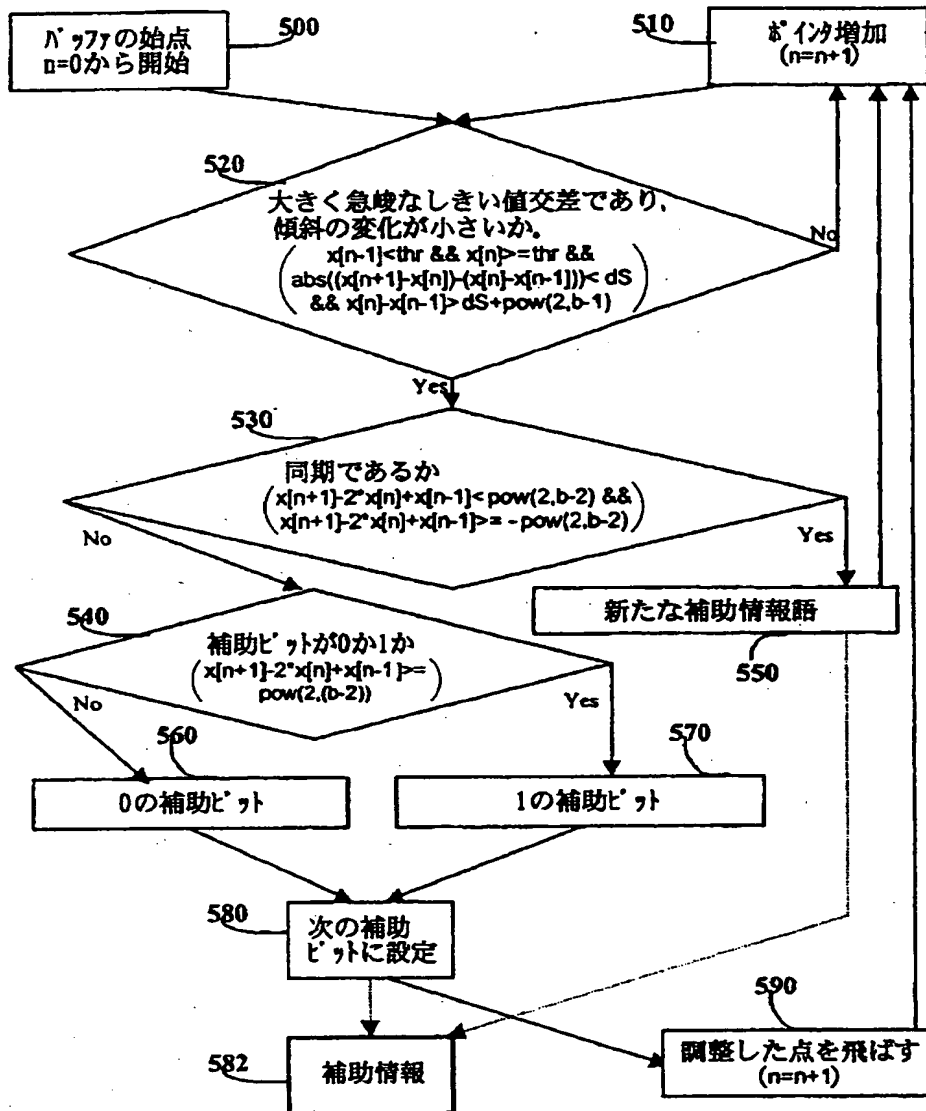 500
バッファの始点
n=0から開始
510
ポインタ増加
(n=n+1)
520
大きく急峻なしきい値交差であり、
傾斜の変化が小さいか。
x[n-1]<thr && x[n]>=thr &&
abs((x[n+1]-x[n])-(x[n]-x[n-1]))< dS
&& x[n]-x[n-1]> dS+pow(2,b-1)
No
Yes
530
同期であるか
x[n+1]-2*x[n]+x[n-1]< pow(2,b-2) &&
x[n+1]-2*x[n]+x[n-1]>= -pow(2,b-2)
No
Yes
540
補助ビットが0か1か
x[n+1]-2*x[n]+x[n-1]>=
pow(2,(b-2))
新たな補助情報語
550
No
Yes
560
0の補助ビット
570
1の補助ビット
580
次の補助
ビットに設定
590
調整した点を飛ばす
(n=n+1)
582
補助情報